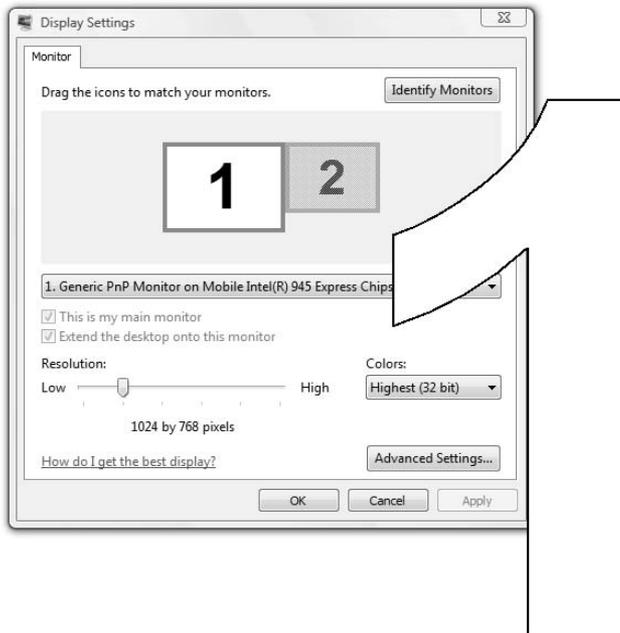 Display Settings
Monitor
Drag the icons to match your monitors.
Identify Monitors
1
2
1. Generic PnP Monitor on Mobile Intel(R) 945 Express Chips
This is my main monitor
Extend the desktop onto this monitor
Resolution:
Colors:
Low
High
Highest (32 bit)
1024 by 768 pixels
How do I get the best display?
Advanced Settings...
OK
Cancel
Apply